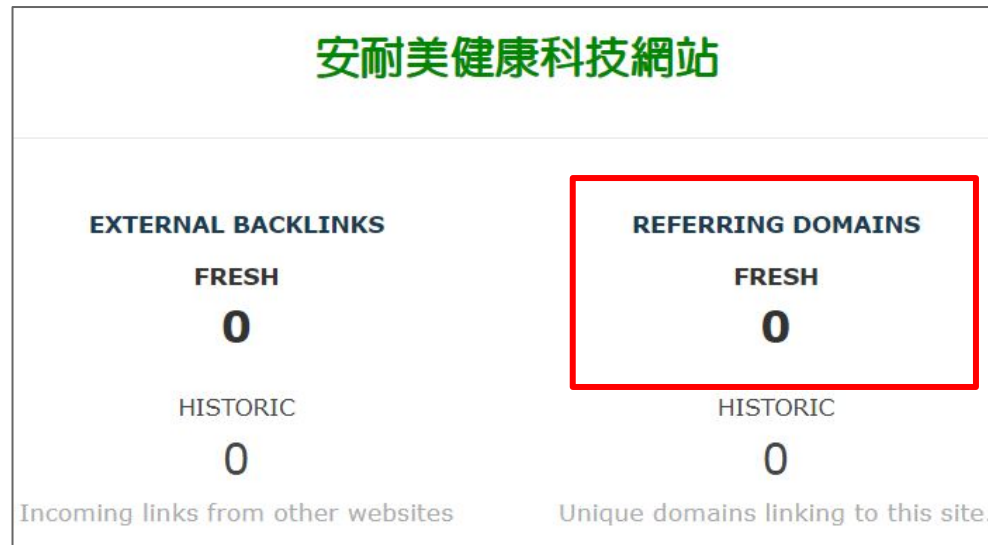 安耐美健康科技網站
EXTERNAL BACKLINKS
FRESH
0
HISTORIC
0
Incoming links from other websites
REFERRING DOMAINS
FRESH
0
HISTORIC
0
Unique domains linking to this site.